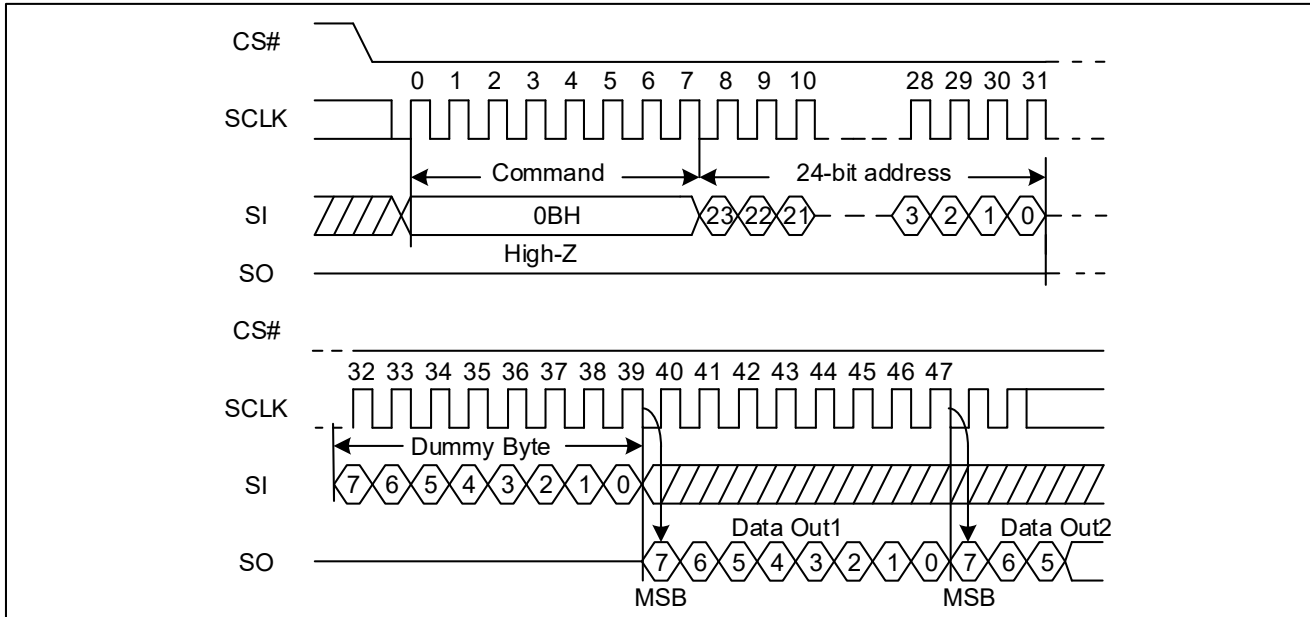 CS#
0 1 2 3 4 5 6 7 8 9 10 28 29 30 31
SCLK
Command 24-bit address
SI 0BH 23 22 21 3 2 1 0
High-Z
SO
CS#
32 33 34 35 36 37 38 39 40 41 42 43 44 45 46 47
SCLK
Dummy Byte
SI 7 6 5 4 3 2 1 0
Data Out1 Data Out2
SO 7 6 5 4 3 2 1 0 7 6 5
MSB MSB